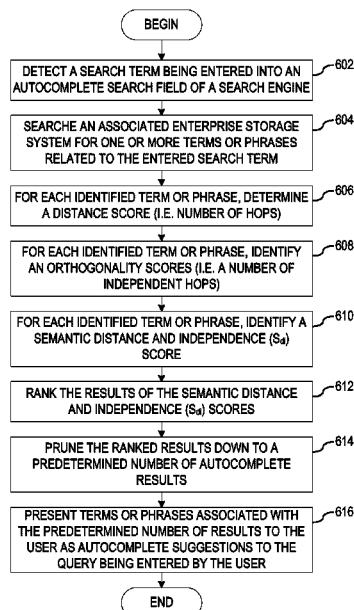 BEGIN
602
DETECT A SEARCH TERM BEING ENTERED INTO AN
AUTOCOMPLETE SEARCH FIELD OF A SEARCH ENGINE
604
SEARCHE AN ASSOCIATED ENTERPRISE STORAGE
SYSTEM FOR ONE OR MORE TERMS OR PHRASES
RELATED TO THE ENTERED SEARCH TERM
606
FOR EACH IDENTIFIED TERM OR PHRASE, DETERMINE
A DISTANCE SCORE (I.E. NUMBER OF HOPS)
608
FOR EACH IDENTIFIED TERM OR PHRASE, IDENTIFY
AN ORTHOGONALITY SCORES (I.E. A NUMBER OF
INDEPENDENT HOPS)
610
FOR EACH IDENTIFIED TERM OR PHRASE, IDENTIFY A
SEMANTIC DISTANCE AND INDEPENDENCE (Sdi)
SCORE
612
RANK THE RESULTS OF THE SEMANTIC DISTANCE
AND INDEPENDENCE (Sdi) SCORES
614
PRUNE THE RANKED RESULTS DOWN TO A
PREDETERMINED NUMBER OF AUTOCOMPLETE
RESULTS
616
PRESENT TERMS OR PHRASES ASSOCIATED WITH
THE PREDETERMINED NUMBER OF RESULTS TO THE
USER AS AUTOCOMPLETE SUGGESTIONS TO THE
QUERY BEING ENTERED BY THE USER
END